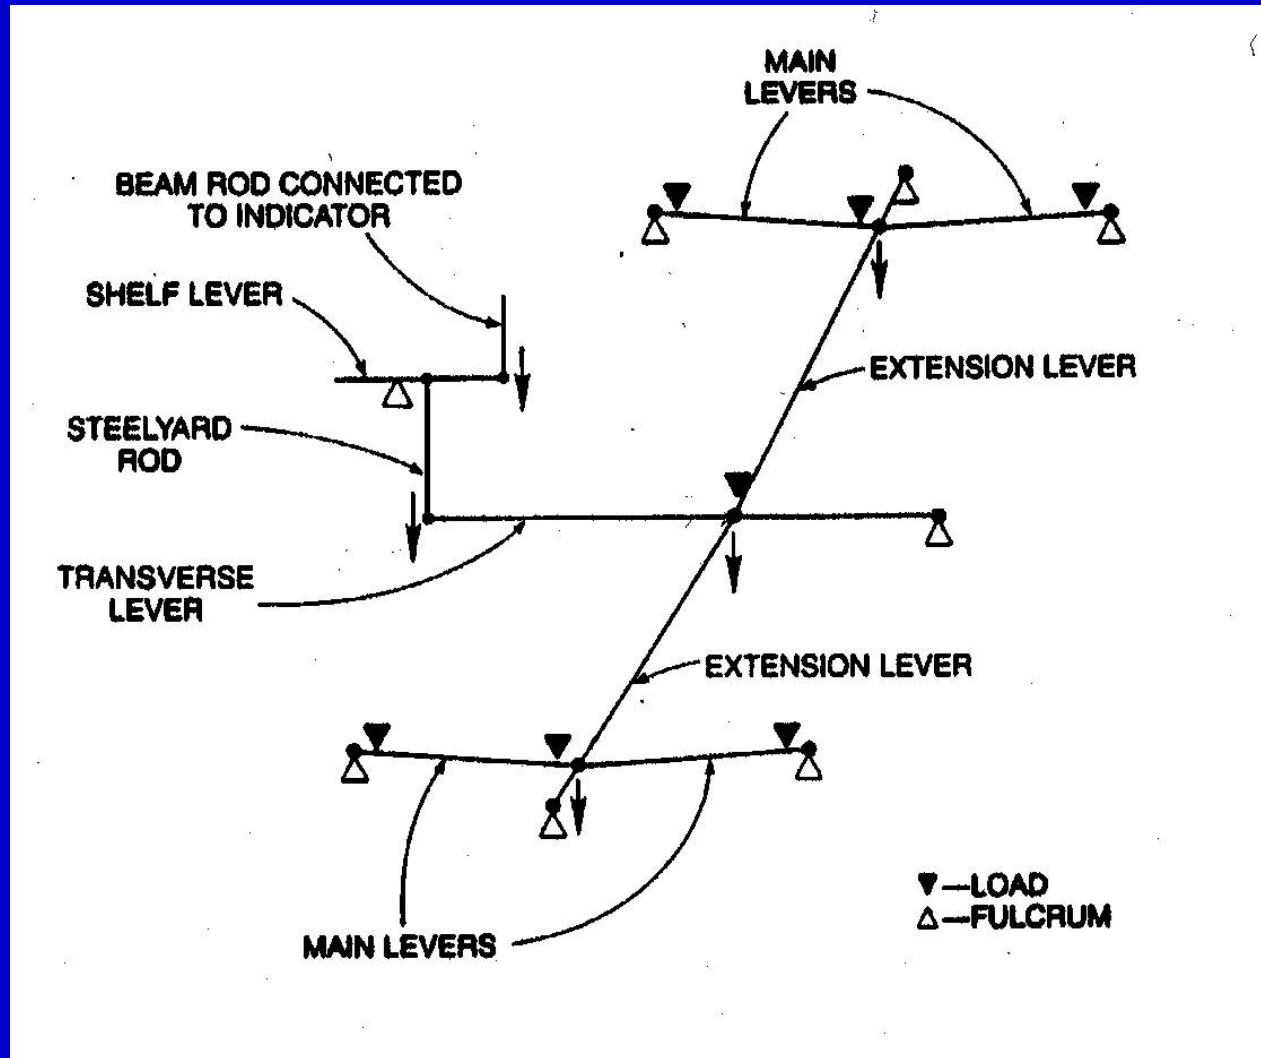 MAIN
LEVERS
BEAM ROD CONNECTED
TO INDICATOR
SHELF LEVER
EXTENSION LEVER
STEELYARD
ROD
TRANSVERSE
LEVER
EXTENSION LEVER
MAIN LEVERS
▼—LOAD
△—FULCRUM